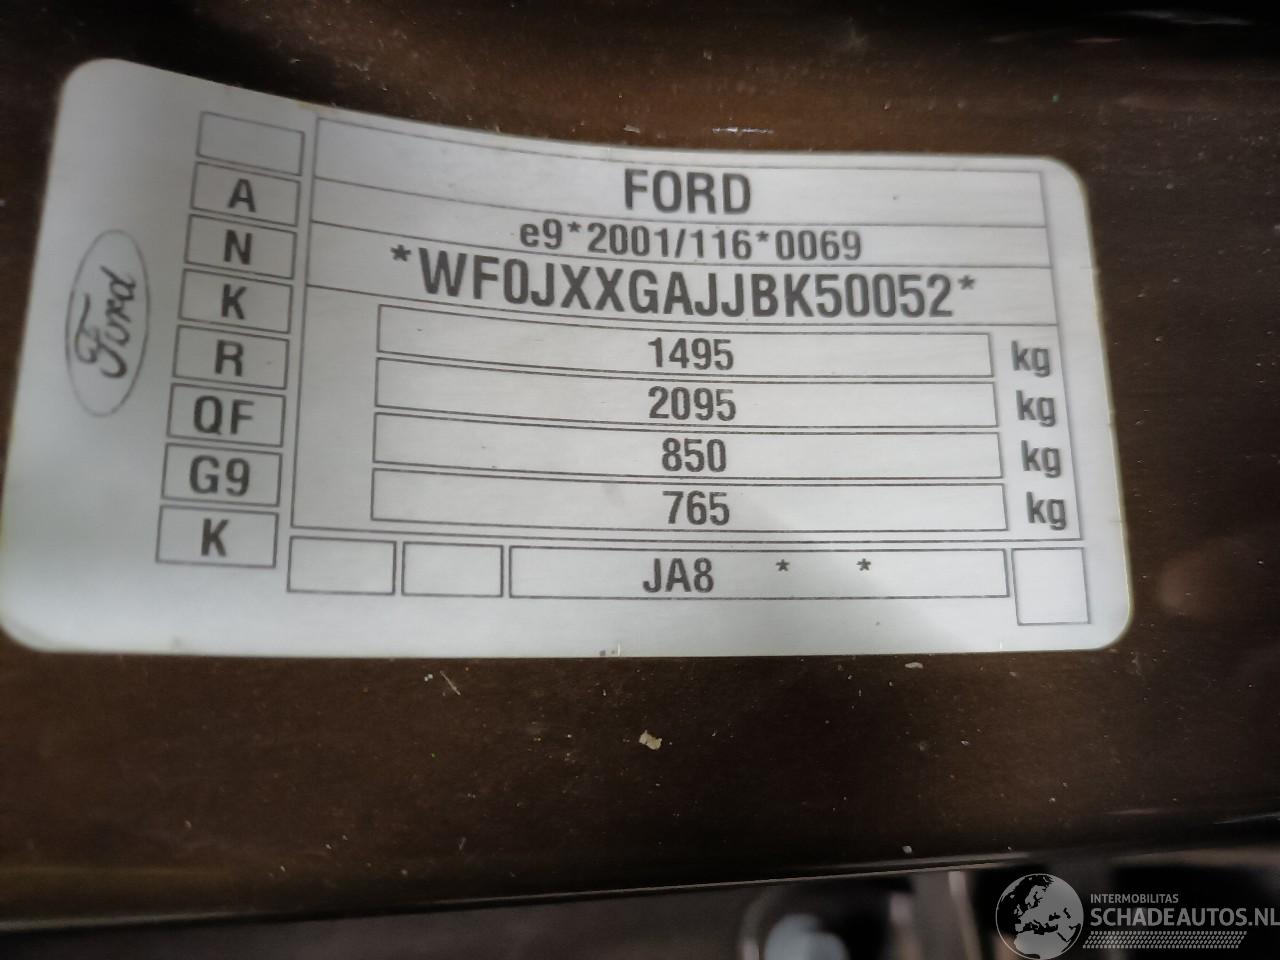 Ford
A
N
K
R
QF
G9
K
FORD
e9*2001/116*0069
*WF0JXXGAJJBK50052*
1495 kg
2095 kg
850 kg
765 kg
JA8 * *
INTERMOBILITAS
SCHADEAUTOS.NL